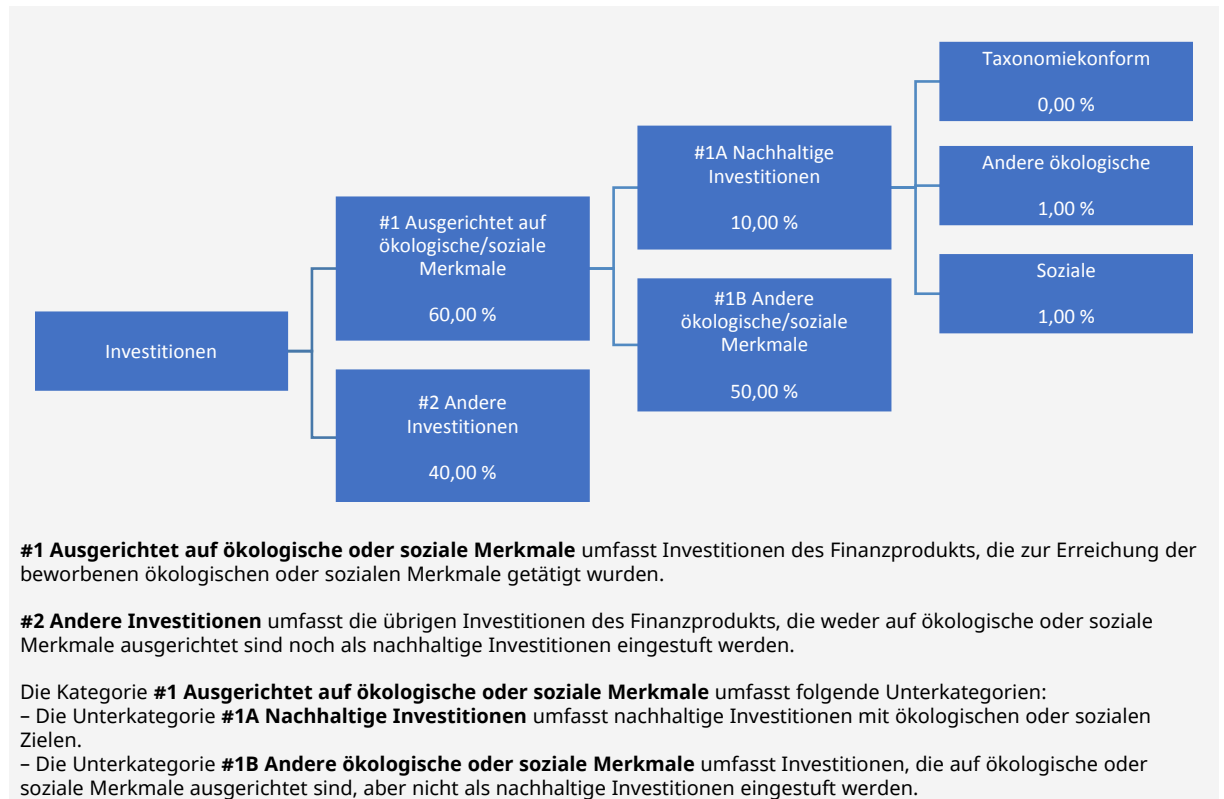 Investitionen
#1 Ausgerichtet auf
ökologische/soziale
Merkmale
60,00 %
#2 Andere
Investitionen
40,00 %
#1A Nachhaltige
Investitionen
10,00 %
#1B Andere
ökologische/soziale
Merkmale
50,00 %
Taxonomiekonform
0,00 %
Andere ökologische
1,00 %
Soziale
1,00 %
#1 Ausgerichtet auf ökologische oder soziale Merkmale umfasst Investitionen des Finanzprodukts, die zur Erreichung der
beworbenen ökologischen oder sozialen Merkmale getätigt wurden.
#2 Andere Investitionen umfasst die übrigen Investitionen des Finanzprodukts, die weder auf ökologische oder soziale
Merkmale ausgerichtet sind noch als nachhaltige Investitionen eingestuft werden.
Die Kategorie #1 Ausgerichtet auf ökologische oder soziale Merkmale umfasst folgende Unterkategorien:
– Die Unterkategorie #1A Nachhaltige Investitionen umfasst nachhaltige Investitionen mit ökologischen oder sozialen
Zielen.
– Die Unterkategorie #1B Andere ökologische oder soziale Merkmale umfasst Investitionen, die auf ökologische oder
soziale Merkmale ausgerichtet sind, aber nicht als nachhaltige Investitionen eingestuft werden.